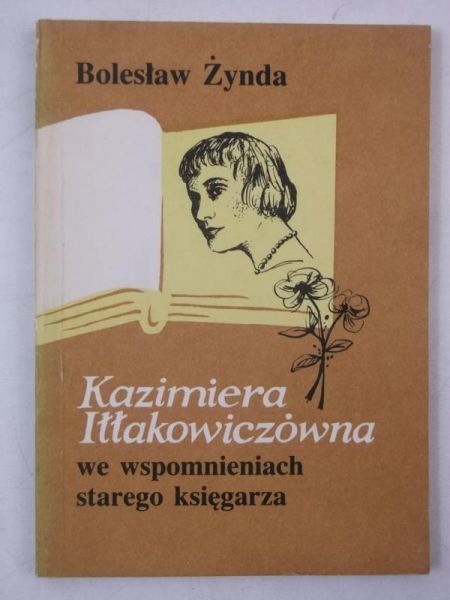 Bolesław Żynda
Kazimiera
Iłłakowiczówna
we wspomnieniach
starego księgarza